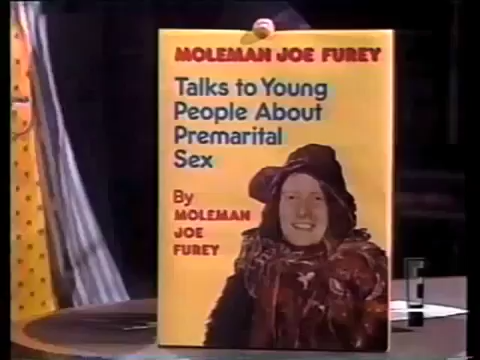 MOLEMAN JOE FUREY
Talks to Young
People About
Premarital
Sex
By
MOLEMAN
JOE
FUREY
E